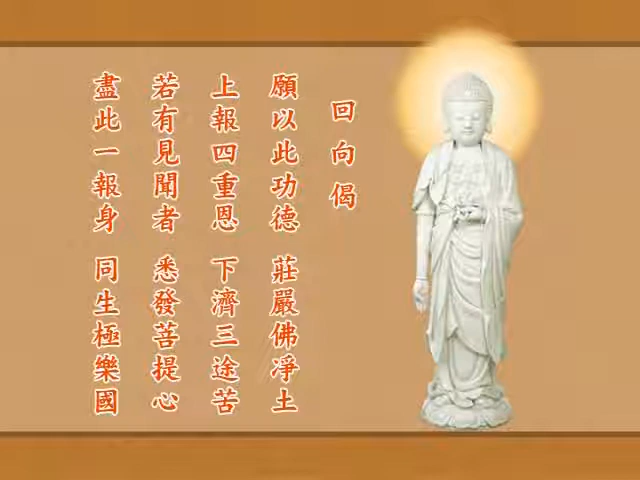 回向偈
願以此功德 莊嚴佛凈土
上報四重恩 下濟三途苦
若有見聞者 悉發菩提心
盡此一報身 同生極樂國